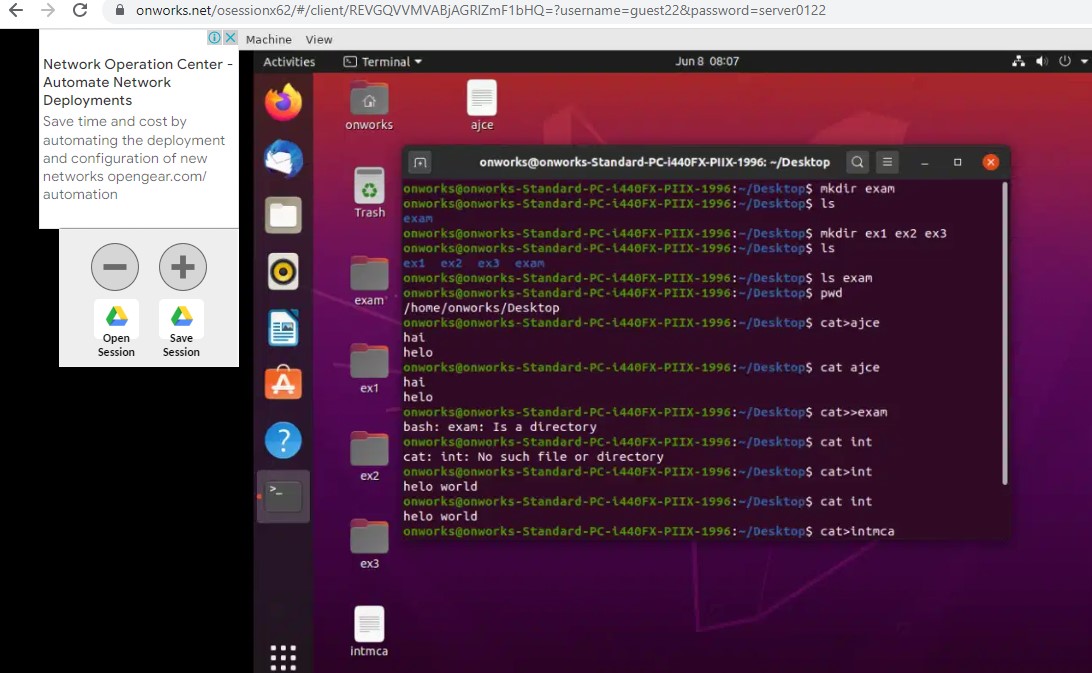 onworks.net/osessionx62/#/client/REVGQVVMVABjAGRIZmF1bHQ=?username=guest22&password=server0122
Machine View
Network Operation Center -
Automate Network
Deployments
Save time and cost by
automating the deployment
and configuration of new
networks opengear.com/
automation
Open
Session
Save
Session
Activities
Terminal
Jun 8 08:07
onworks
ajce
Trash
exam
ex1
ex2
ex3
intmca
onworks@onworks-Standard-PC-i440FX-PIIX-1996: ~/Desktop
onworks@onworks-Standard-PC-i440FX-PIIX-1996:~/Desktop$ mkdir exam
onworks@onworks-Standard-PC-i440FX-PIIX-1996:~/Desktop$ ls
exam
onworks@onworks-Standard-PC-i440FX-PIIX-1996:~/Desktop$ mkdir ex1 ex2 ex3
onworks@onworks-Standard-PC-i440FX-PIIX-1996:~/Desktop$ ls
ex1 ex2 ex3 exam
onworks@onworks-Standard-PC-i440FX-PIIX-1996:~/Desktop$ ls exam
onworks@onworks-Standard-PC-i440FX-PIIX-1996:~/Desktop$ pwd
/home/onworks/Desktop
onworks@onworks-Standard-PC-i440FX-PIIX-1996:~/Desktop$ cat>ajce
hai
helo
onworks@onworks-Standard-PC-i440FX-PIIX-1996:~/Desktop$ cat ajce
hai
helo
onworks@onworks-Standard-PC-i440FX-PIIX-1996:~/Desktop$ cat>>exam
bash: exam: Is a directory
onworks@onworks-Standard-PC-i440FX-PIIX-1996:~/Desktop$ cat int
cat: int: No such file or directory
onworks@onworks-Standard-PC-i440FX-PIIX-1996:~/Desktop$ cat>int
helo world
onworks@onworks-Standard-PC-i440FX-PIIX-1996:~/Desktop$ cat int
helo world
onworks@onworks-Standard-PC-i440FX-PIIX-1996:~/Desktop$ cat>intmca